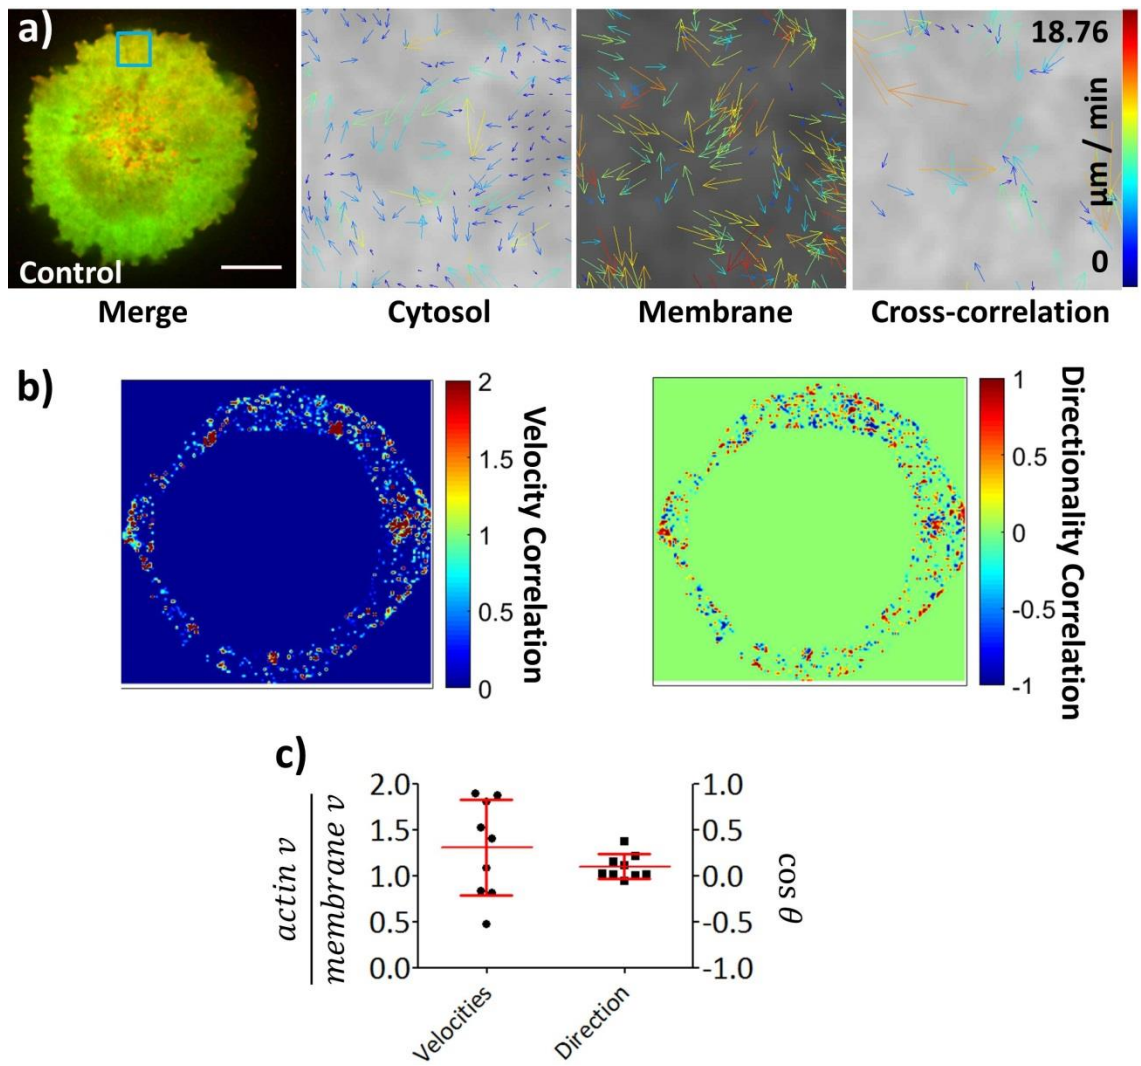 a)
Control
18.76
µm / min
0
Merge
Cytosol
Membrane
Cross-correlation
b)
2
1.5
1
0.5
0
Velocity Correlation
1
0.5
0
-0.5
-1
Directionality Correlation
c)
actin v
membrane v
2.0
1.5
1.0
0.5
0.0
1.0
0.5
0.0
-0.5
-1.0
cos θ
Velocities
Direction